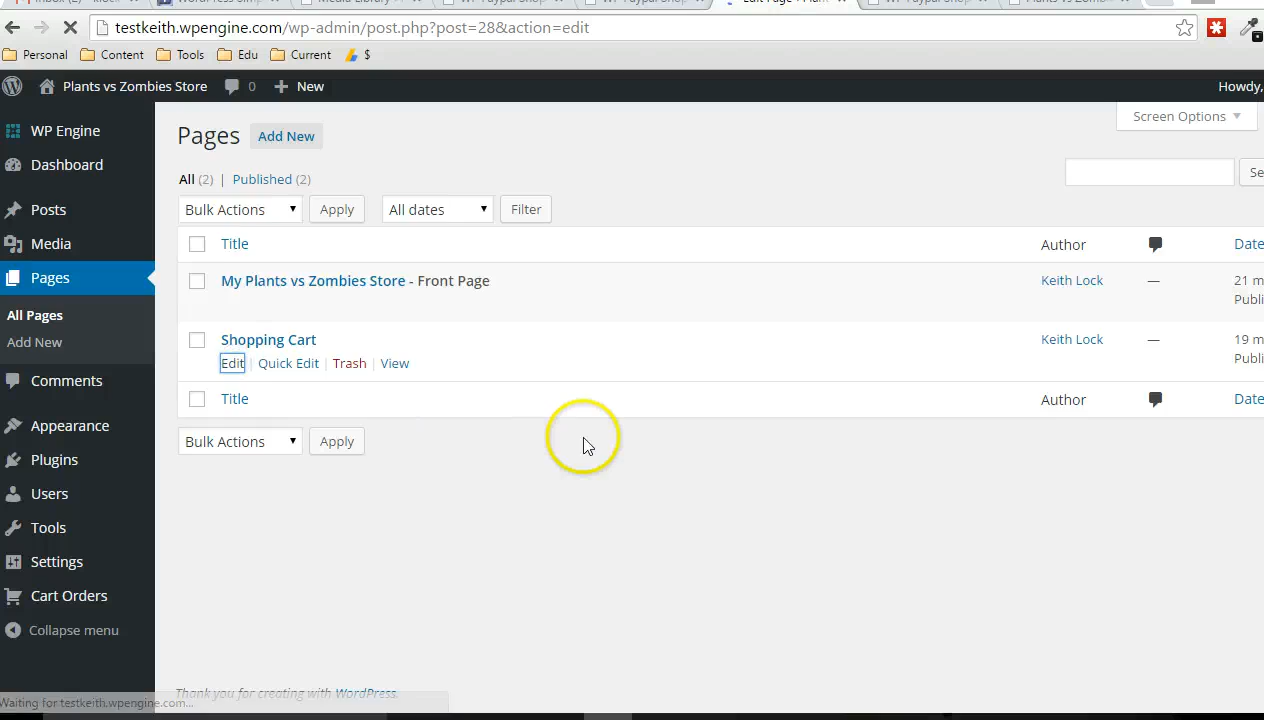 testkeith.wpengine.com/wp-admin/post.php?post=28&action=edit
Personal Content Tools Edu Current $
Plants vs Zombies Store 0 New Howdy,
WP Engine
Dashboard
Posts
Media
Pages
All Pages
Add New
Comments
Appearance
Plugins
Users
Tools
Settings
Cart Orders
Collapse menu
Screen Options
Pages Add New
All (2) | Published (2)
Bulk Actions Apply All dates Filter
Title Author Date
My Plants vs Zombies Store - Front Page Keith Lock — 21 m
Publi
Shopping Cart Keith Lock — 19 m
Edit | Quick Edit | Trash | View Publi
Title Author Date
Bulk Actions Apply
Thank you for creating with WordPress.
Waiting for testkeith.wpengine.com...